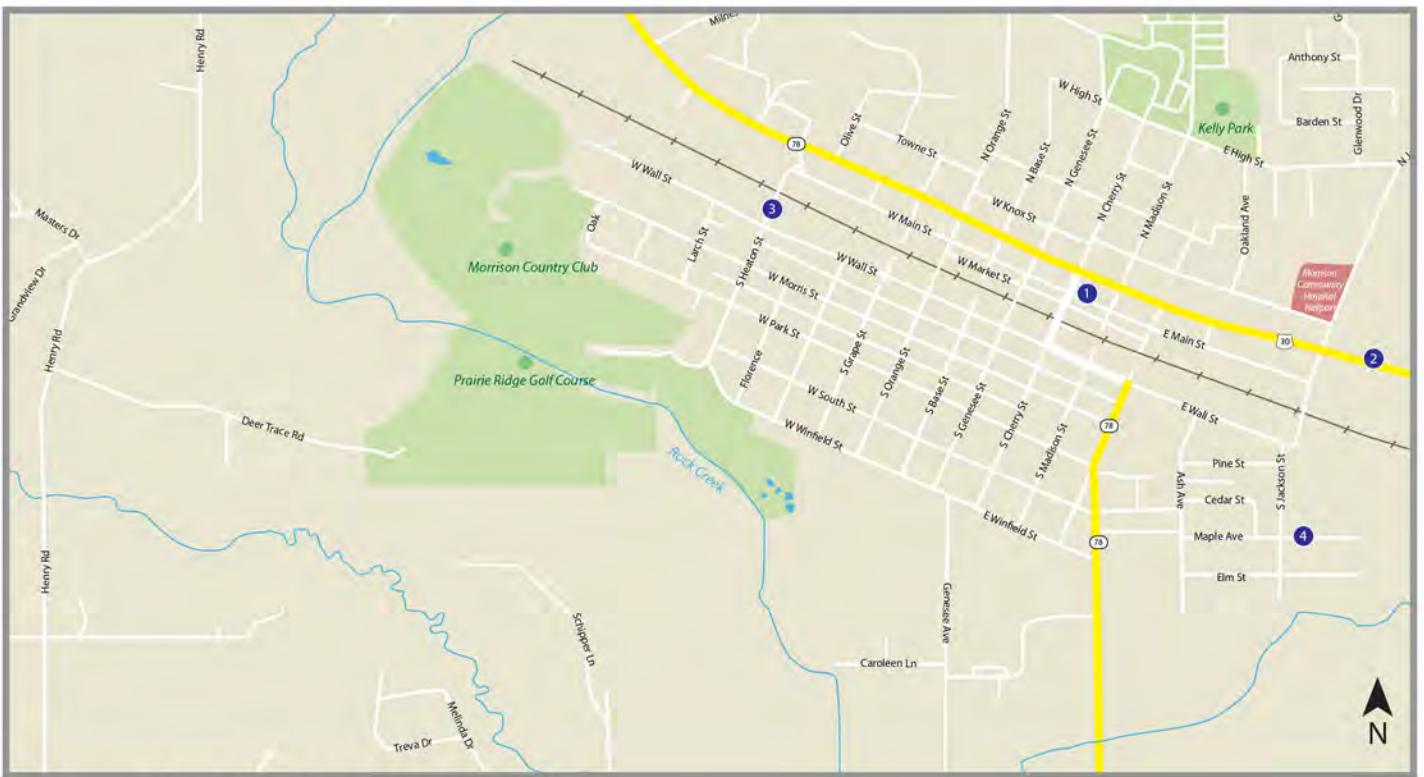 Milne
Henry Rd
Anthony St
W High St
Barden St
Glenwood Dr
Kelly Park
E High St
N J
G
78
Olive St
Towne St
N Orange St
N Base St
N Genesee St
N Cherry St
N Madison St
Oakland Ave
W Wall St
3
W Knox St
W Main St
Masters Dr
Grandview Dr
Oak
Larch St
S Heaton St
Morrison Country Club
W Wall St
W Market St
W Morris St
1
Morrison
Community
Hospital
Heliport
E Main St
30
2
Henry Rd
Prairie Ridge Golf Course
W Park St
Florence
S Grape St
S Orange St
S Base St
S Genesee St
S Cherry St
S Madison St
W South St
W Winfield St
E Wall St
78
Deer Trace Rd
Rock Creek
Pine St
Ash Ave
Cedar St
S Jackson St
E Winfield St
Maple Ave
4
78
Elm St
Henry Rd
Genesee Ave
Schipper Ln
Caroleen Ln
Melinda Dr
Treva Dr
N